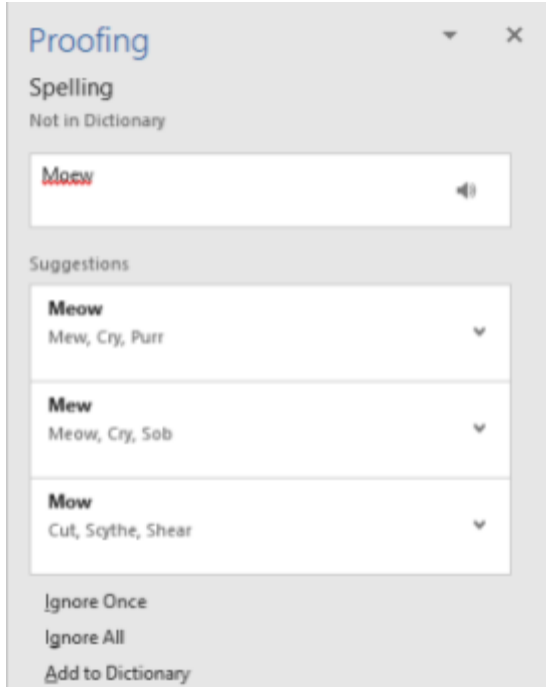 Proofing
Spelling
Not in Dictionary
Moew
Suggestions
Meow
Mew, Cry, Purr
Mew
Meow, Cry, Sob
Mow
Cut, Scythe, Shear
Ignore Once
Ignore All
Add to Dictionary